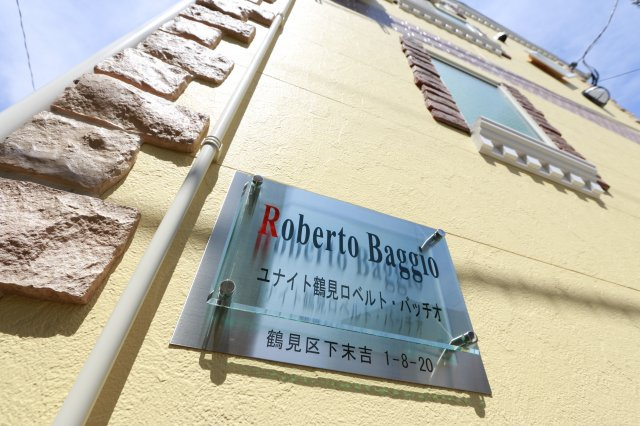 Roberto Baggio
ユナイト鶴見ロベルト・バッチオ
鶴見区下末吉 1-8-20